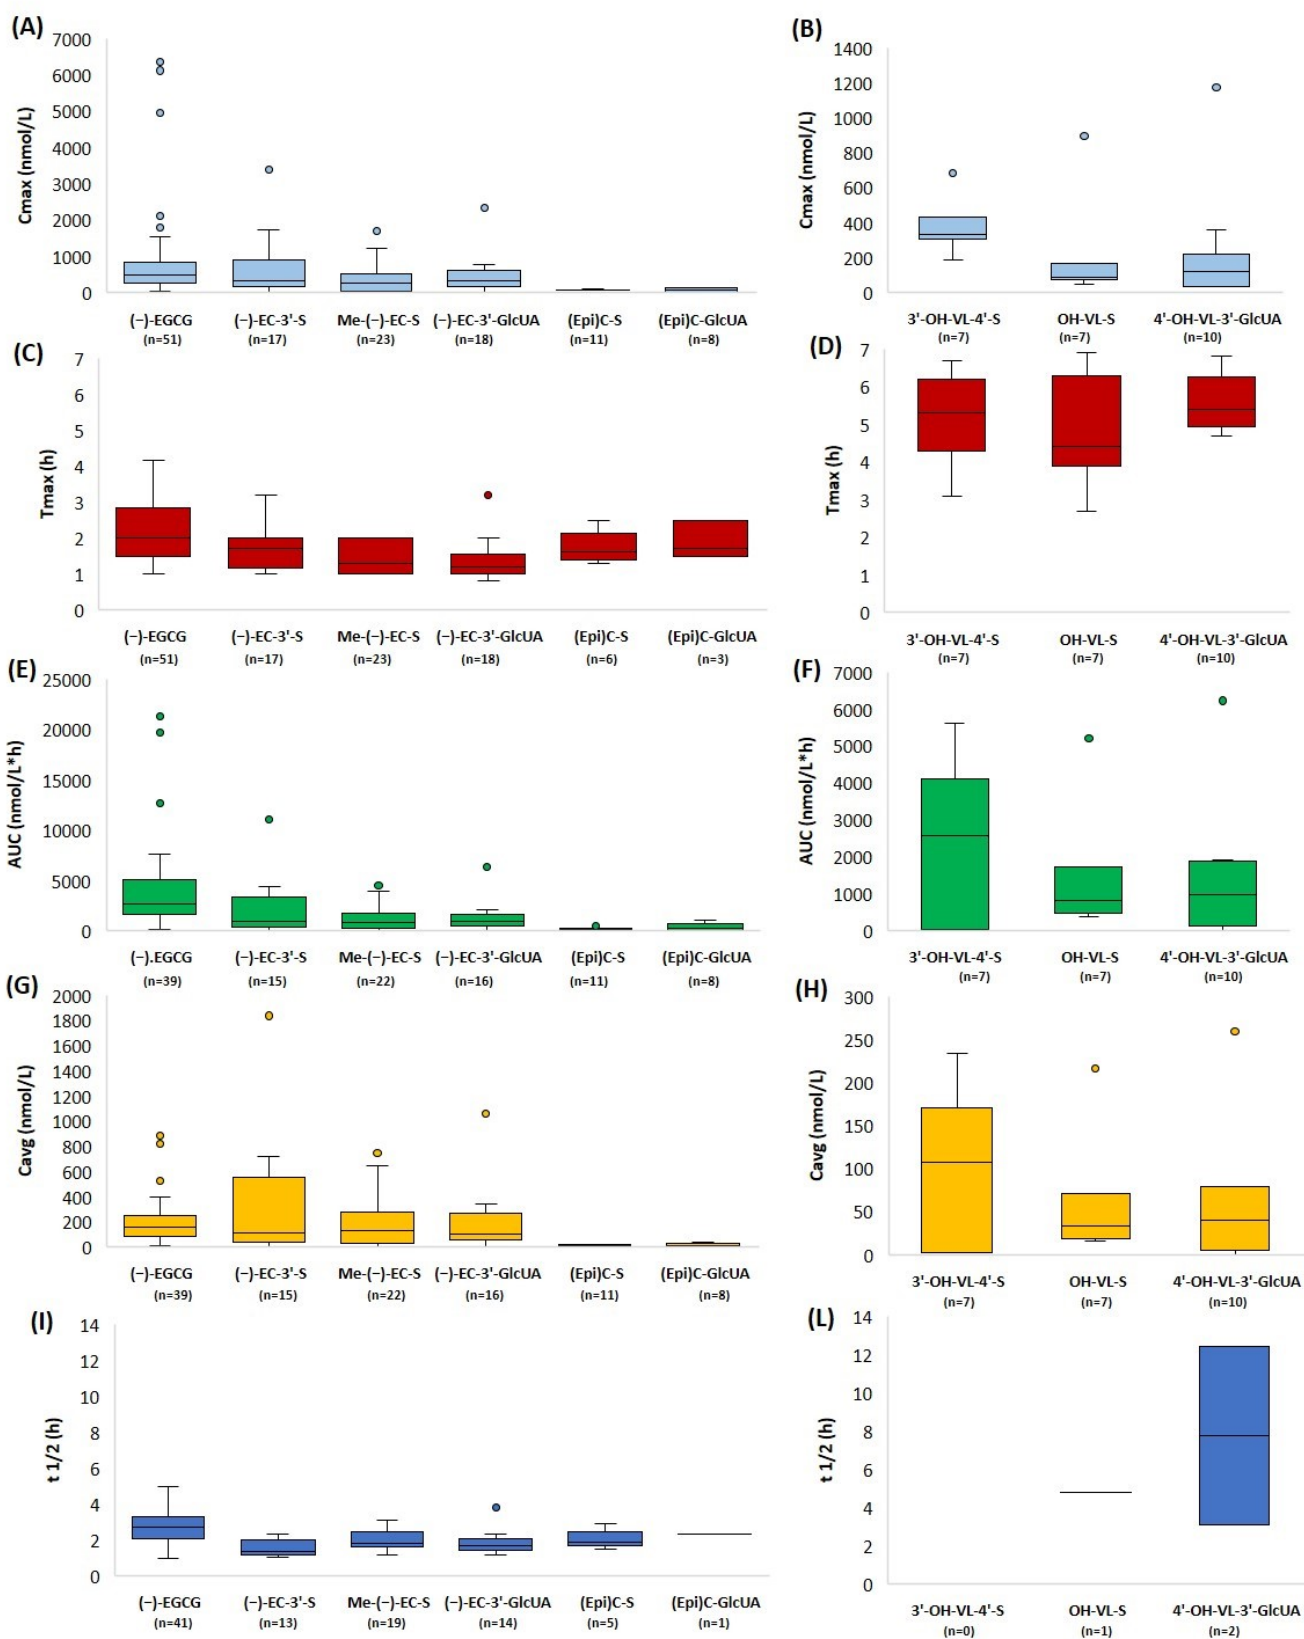 (A)
Cmax (nmol/L)
7000
6000
5000
4000
3000
2000
1000
0
(−)-EGCG (−)-EC-3'-S Me-(−)-EC-S (−)-EC-3'-GlcUA (Epi)C-S (Epi)C-GlcUA
(n=51) (n=17) (n=23) (n=18) (n=11) (n=8)
(B)
Cmax (nmol/L)
1400
1200
1000
800
600
400
200
0
3'-OH-VL-4'-S OH-VL-S 4'-OH-VL-3'-GlcUA
(n=7) (n=7) (n=10)
(C)
Tmax (h)
7
6
5
4
3
2
1
0
(−)-EGCG (−)-EC-3'-S Me-(−)-EC-S (−)-EC-3'-GlcUA (Epi)C-S (Epi)C-GlcUA
(n=51) (n=17) (n=23) (n=18) (n=6) (n=3)
(D)
Tmax (h)
7
6
5
4
3
2
1
0
3'-OH-VL-4'-S OH-VL-S 4'-OH-VL-3'-GlcUA
(n=7) (n=7) (n=10)
(E)
AUC (nmol/L*h)
25000
20000
15000
10000
5000
0
(−).EGCG (−)-EC-3'-S Me-(−)-EC-S (−)-EC-3'-GlcUA (Epi)C-S (Epi)C-GlcUA
(n=39) (n=15) (n=22) (n=16) (n=11) (n=8)
(F)
AUC (nmol/L*h)
7000
6000
5000
4000
3000
2000
1000
0
3'-OH-VL-4'-S OH-VL-S 4'-OH-VL-3'-GlcUA
(n=7) (n=7) (n=10)
(G)
Cavg (nmol/L)
2000
1800
1600
1400
1200
1000
800
600
400
200
0
(−)-EGCG (−)-EC-3'-S Me-(−)-EC-S (−)-EC-3'-GlcUA (Epi)C-S (Epi)C-GlcUA
(n=39) (n=15) (n=22) (n=16) (n=11) (n=8)
(H)
Cavg (nmol/L)
300
250
200
150
100
50
0
3'-OH-VL-4'-S OH-VL-S 4'-OH-VL-3'-GlcUA
(n=7) (n=7) (n=10)
(I)
t 1/2 (h)
14
12
10
8
6
4
2
0
(−)-EGCG (−)-EC-3'-S Me-(−)-EC-S (−)-EC-3'-GlcUA (Epi)C-S (Epi)C-GlcUA
(n=41) (n=13) (n=19) (n=14) (n=5) (n=1)
(L)
t 1/2 (h)
14
12
10
8
6
4
2
0
3'-OH-VL-4'-S OH-VL-S 4'-OH-VL-3'-GlcUA
(n=0) (n=1) (n=2)